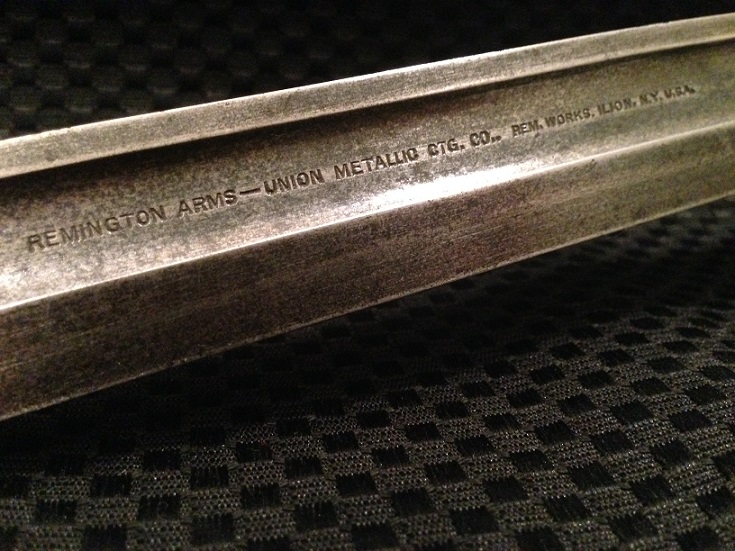 REMINGTON ARMS—UNION METALLIC CTG. CO., REM. WORKS. ILION. N.Y. U.S.A.